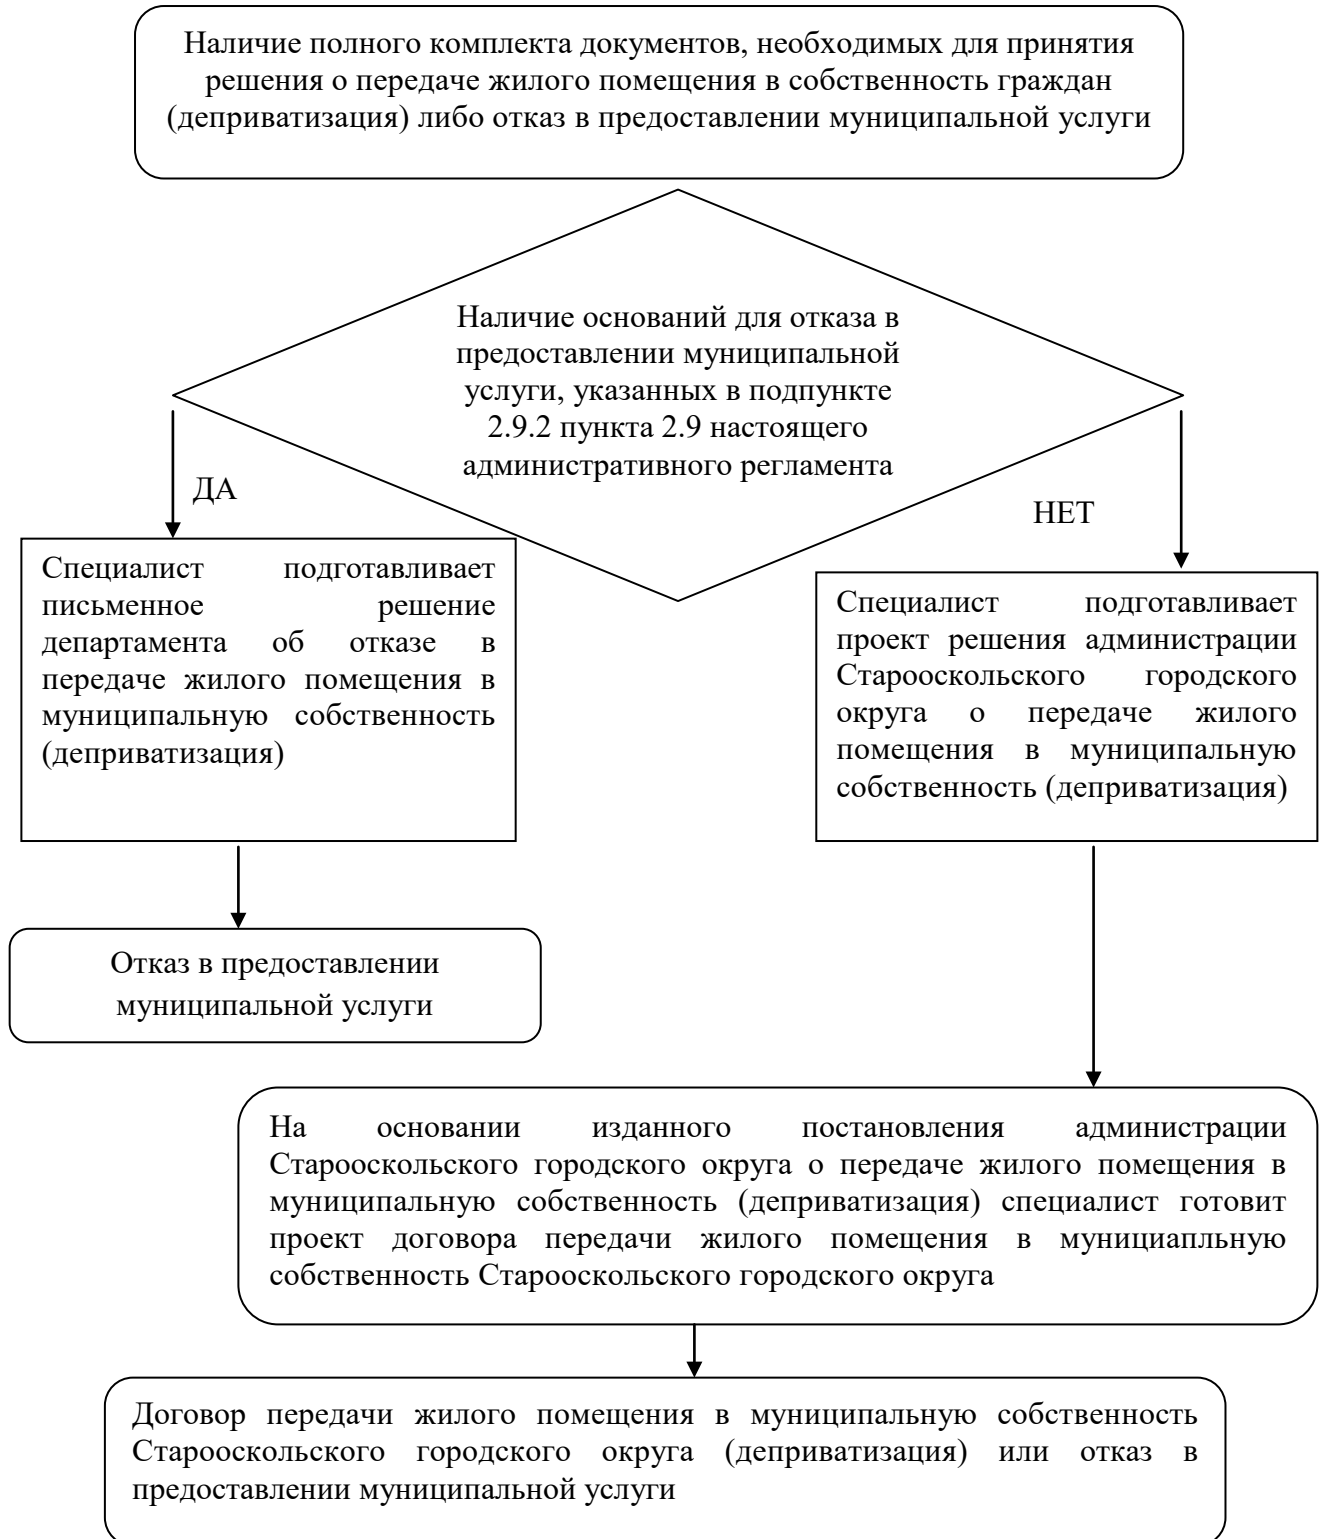 Наличие полного комплекта документов, необходимых для принятия
решения о передаче жилого помещения в собственность граждан
(деприватизация) либо отказ в предоставлении муниципальной услуги
Наличие оснований для отказа в
предоставлении муниципальной
услуги, указанных в подпункте
2.9.2 пункта 2.9 настоящего
административного регламента
ДА
НЕТ
Специалист подготавливает
письменное решение
департамента об отказе в
передаче жилого помещения в
муниципальную собственность
(деприватизация)
Специалист подготавливает
проект решения администрации
Старооскольского городского
округа о передаче жилого
помещения в муниципальную
собственность (деприватизация)
Отказ в предоставлении
муниципальной услуги
На основании изданного постановления администрации
Старооскольского городского округа о передаче жилого помещения в
муниципальную собственность (деприватизация) специалист готовит
проект договора передачи жилого помещения в мунициапльную
собственность Старооскольского городского округа
Договор передачи жилого помещения в муниципальную собственность
Старооскольского городского округа (деприватизация) или отказ в
предоставлении муниципальной услуги